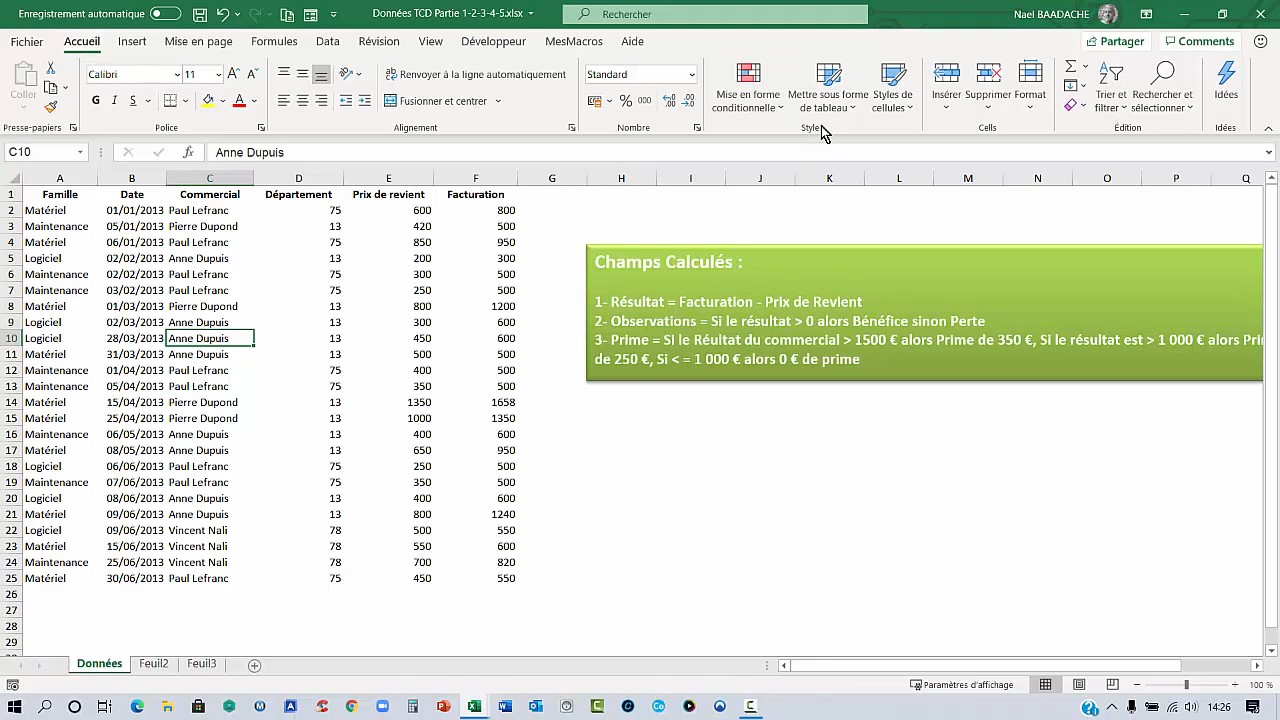 Enregistrement automatique
Données TCD Partie 1-2-3-4-5.xlsx
Rechercher
Nael BAADACHE
Fichier Accueil Insert Mise en page Formules Data Révision View Développeur MesMacros Aide
Partager Comments
Coller
Calibri 11
G I S A
Renvoyer à la ligne automatiquement
Fusionner et centrer
Standard
% 000
Mise en forme conditionnelle
Mettre sous forme de tableau
Styles de cellules
Insérer Supprimer Format
Trier et filtrer
Rechercher et sélectionner
Idées
Presse-papiers Police Alignement Nombre Cells Édition Idées
C10 fx Anne Dupuis
A B C D E F G H I J K L M N O P Q
1 Famille Date Commercial Département Prix de revient Facturation
2 Matériel 01/01/2013 Paul Lefranc 75 600 800
3 Maintenance 05/01/2013 Pierre Dupond 13 420 500
4 Matériel 06/01/2013 Paul Lefranc 75 850 950
5 Logiciel 02/02/2013 Anne Dupuis 13 200 300
6 Maintenance 02/02/2013 Paul Lefranc 75 300 500
7 Maintenance 03/02/2013 Paul Lefranc 75 250 500
8 Matériel 01/03/2013 Pierre Dupond 13 800 1200
9 Logiciel 02/03/2013 Anne Dupuis 13 300 600
10 Logiciel 28/03/2013 Anne Dupuis 13 450 600
11 Matériel 31/03/2013 Anne Dupuis 13 500 500
12 Maintenance 01/04/2013 Paul Lefranc 75 400 500
13 Maintenance 05/04/2013 Paul Lefranc 75 350 500
14 Matériel 15/04/2013 Pierre Dupond 13 1350 1658
15 Matériel 25/04/2013 Pierre Dupond 13 1000 1350
16 Maintenance 06/05/2013 Anne Dupuis 13 400 600
17 Matériel 08/05/2013 Anne Dupuis 13 650 950
18 Logiciel 06/06/2013 Paul Lefranc 75 250 500
19 Maintenance 07/06/2013 Paul Lefranc 75 350 500
20 Logiciel 08/06/2013 Anne Dupuis 13 400 600
21 Matériel 09/06/2013 Anne Dupuis 13 800 1240
22 Logiciel 09/06/2013 Vincent Nali 78 500 550
23 Matériel 15/06/2013 Vincent Nali 78 550 600
24 Maintenance 25/06/2013 Vincent Nali 78 700 820
25 Matériel 30/06/2013 Paul Lefranc 75 450 550
26
27
28
29
Champs Calculés :
1- Résultat = Facturation - Prix de Revient
2- Observations = Si le résultat > 0 alors Bénéfice sinon Perte
3- Prime = Si le Réultat du commercial > 1500 € alors Prime de 350 €, Si le résultat est > 1 000 € alors Pri
de 250 €, Si < = 1 000 € alors 0 € de prime
Données Feuil2 Feuil3
Paramètres d'affichage
100 %
14:26